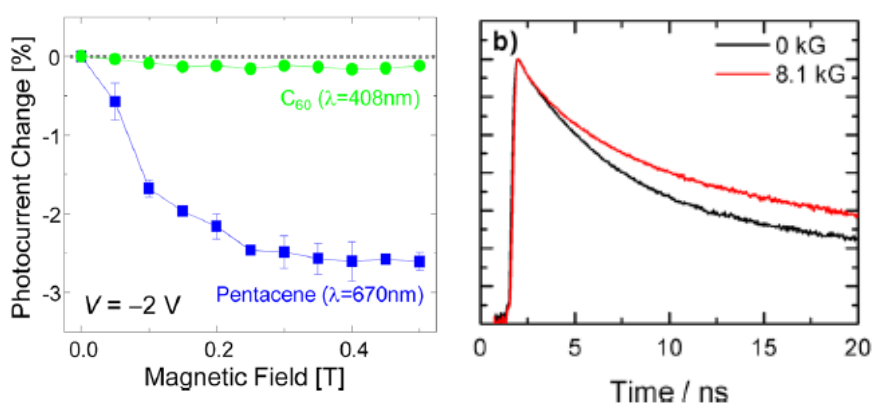 Photocurrent Change [%]
0
-1
-2
-3
C60 (λ=408nm)
Pentacene (λ=670nm)
V = −2 V
0.0 0.2 0.4
Magnetic Field [T]
b)
0 kG
8.1 kG
0 5 10 15 20
Time / ns